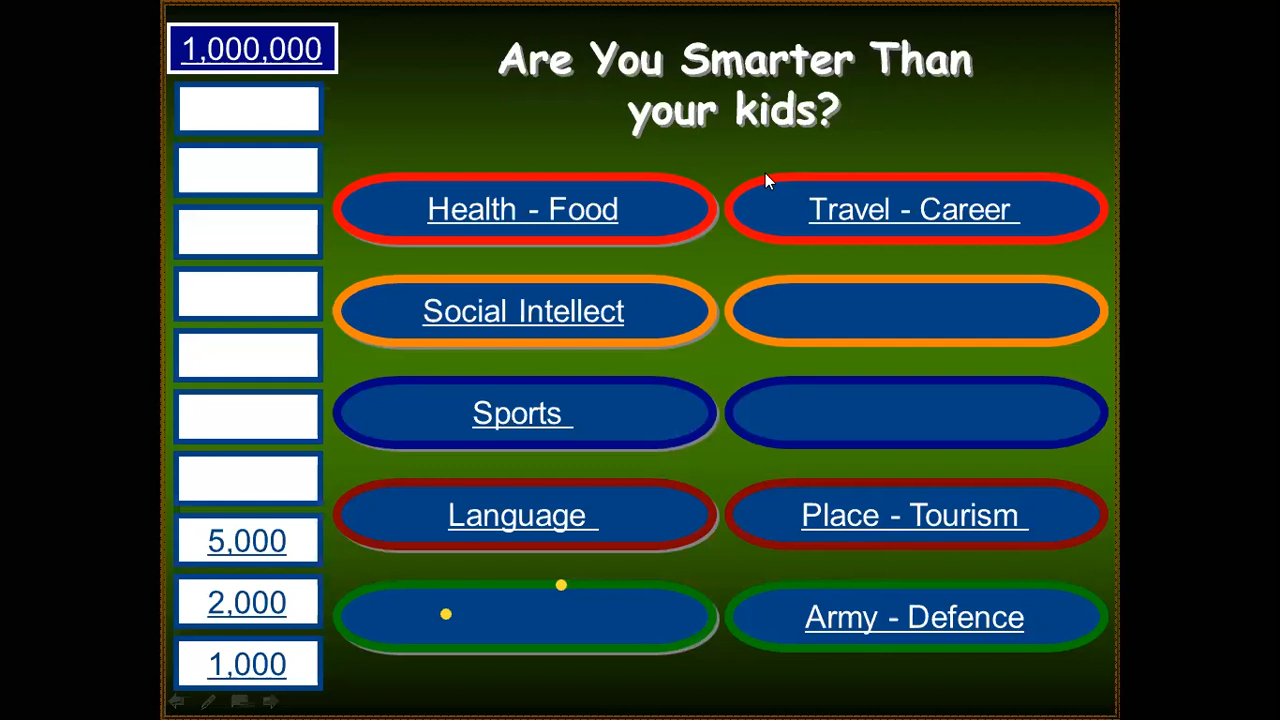 1,000,000
Are You Smarter Than
your kids?
Health - Food
Travel - Career
Social Intellect
Sports
Language
Place - Tourism
5,000
2,000
Army - Defence
1,000